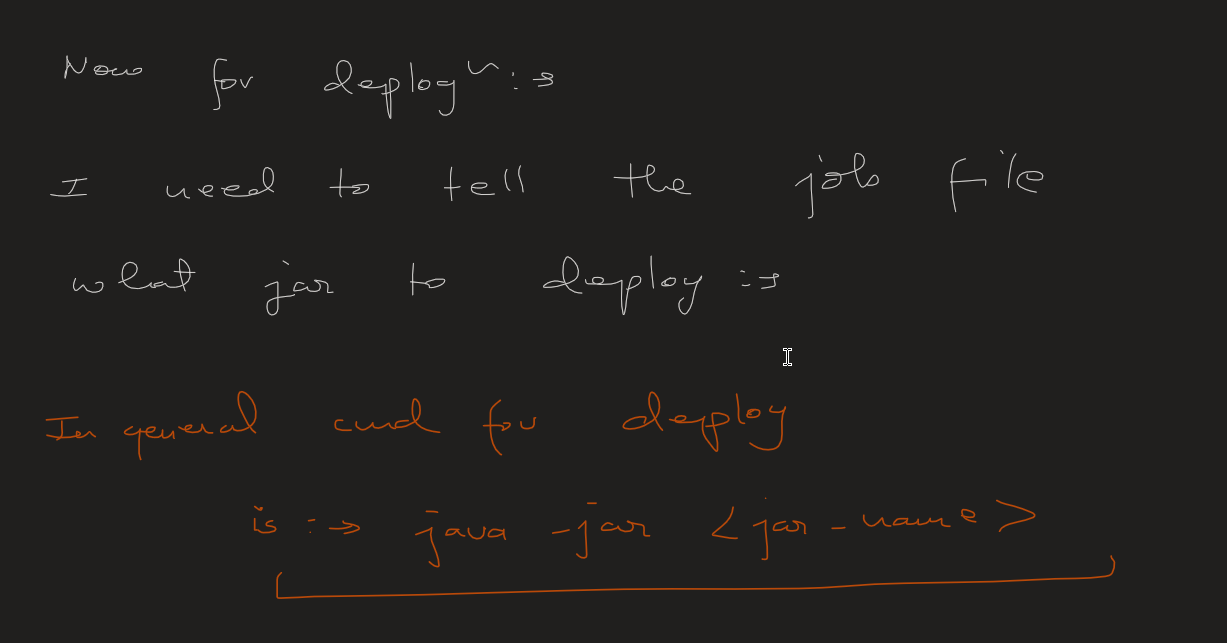 Now for deploy~ :→
I need to tell the job file
what jar to deploy :→
In general cmd for deploy
is :→ java -jar <jar-name>